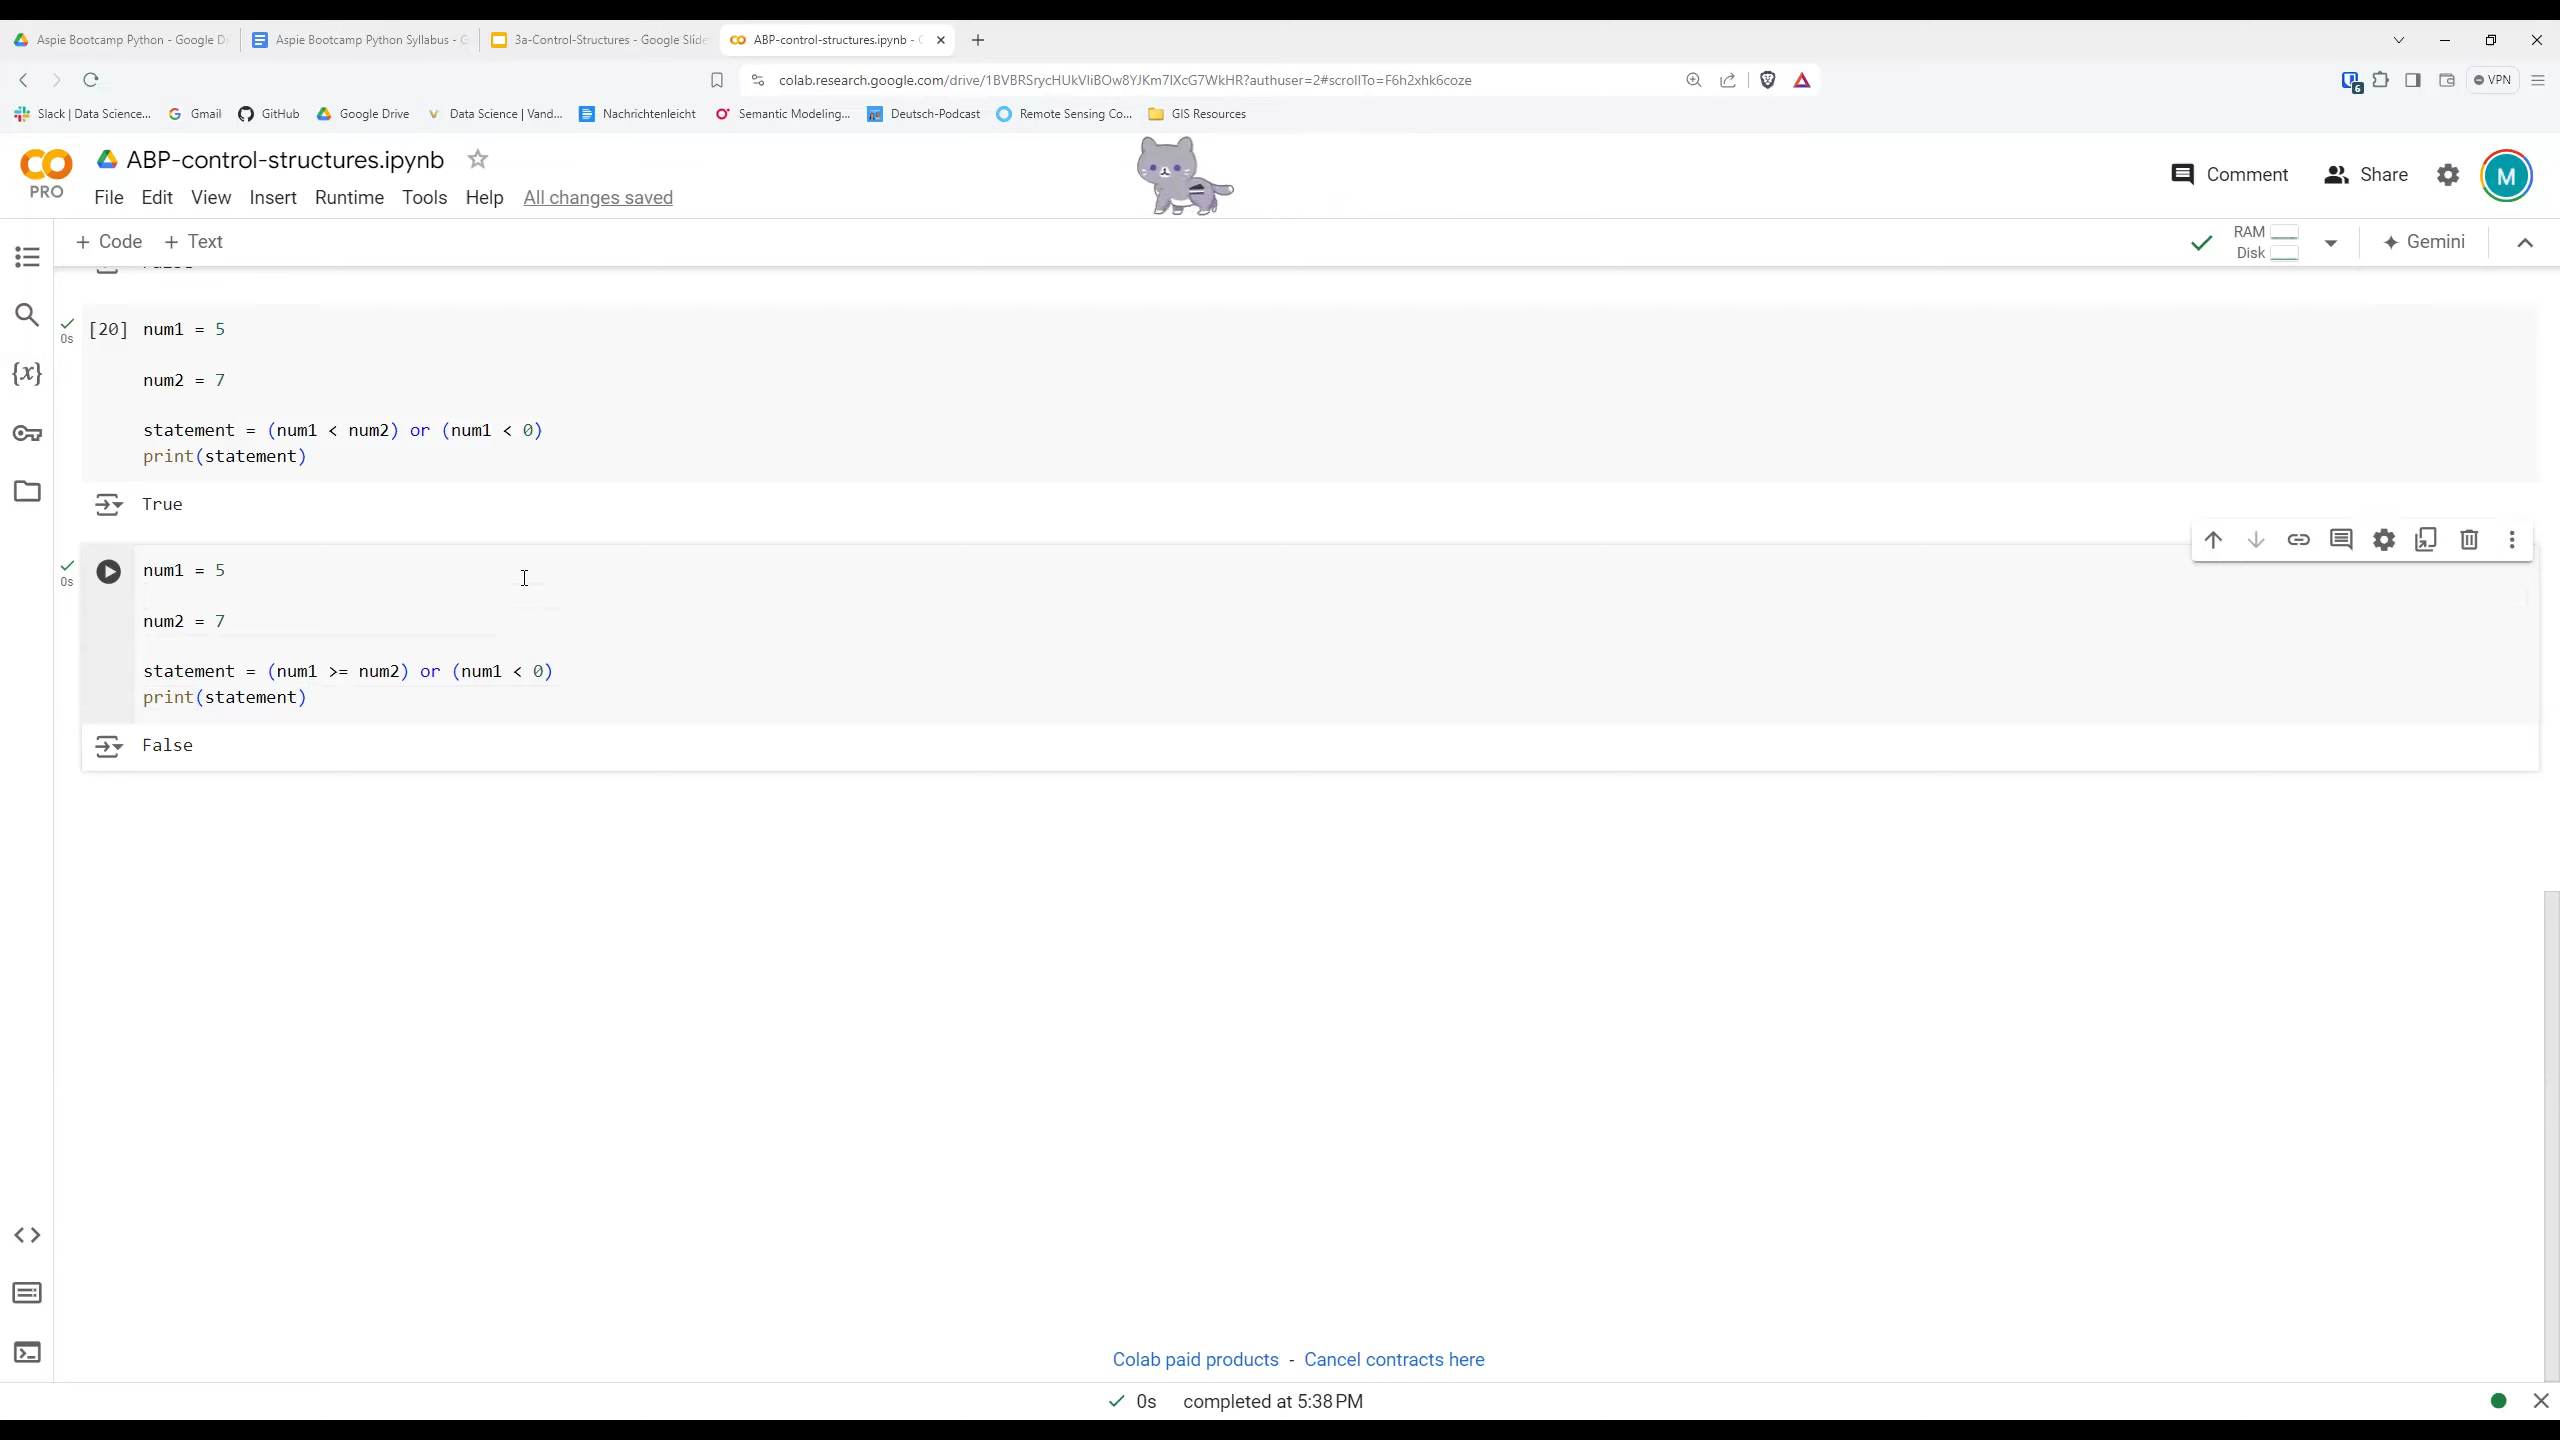 Aspie Bootcamp Python - Google D
Aspie Bootcamp Python Syllabus - G
3a-Control-Structures - Google Slide
ABP-control-structures.ipynb - C
colab.research.google.com/drive/1BVBRSrycHUkVIiBOw8YJKm7lXcG7WkHR?authuser=2#scrollTo=F6h2xhk6coze
6
VPN
Slack | Data Science...
Gmail
GitHub
Google Drive
Data Science | Vand...
Nachrichtenleicht
Semantic Modeling...
Deutsch-Podcast
Remote Sensing Co...
GIS Resources
PRO
ABP-control-structures.ipynb
Comment
Share
M
File Edit View Insert Runtime Tools Help All changes saved
+ Code + Text
RAM
Disk
Gemini
{x}
0s
[20] num1 = 5
num2 = 7
statement = (num1 < num2) or (num1 < 0)
print(statement)
True
0s
num1 = 5
num2 = 7
statement = (num1 >= num2) or (num1 < 0)
print(statement)
False
Colab paid products - Cancel contracts here
0s completed at 5:38 PM